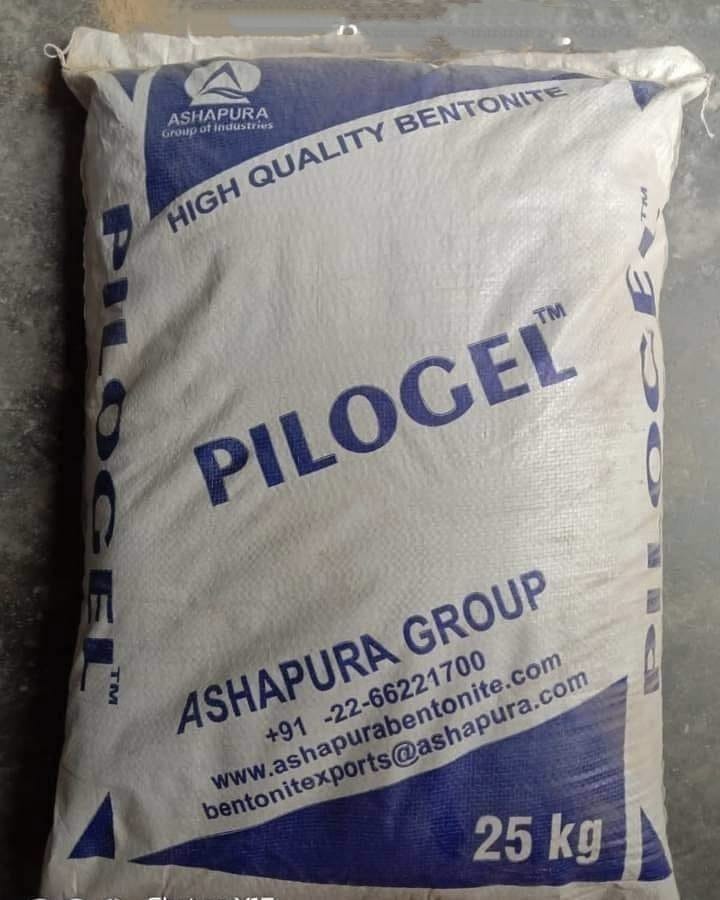 ASHAPURA
Group of Industries
HIGH QUALITY BENTONITE
PILOGEL
PILOGEL™
PILOGEL™
PILOGEL™
ASHAPURA GROUP
+91 -22-66221700
www.ashapurabentonite.com
bentonitexports@ashapura.com
25 kg